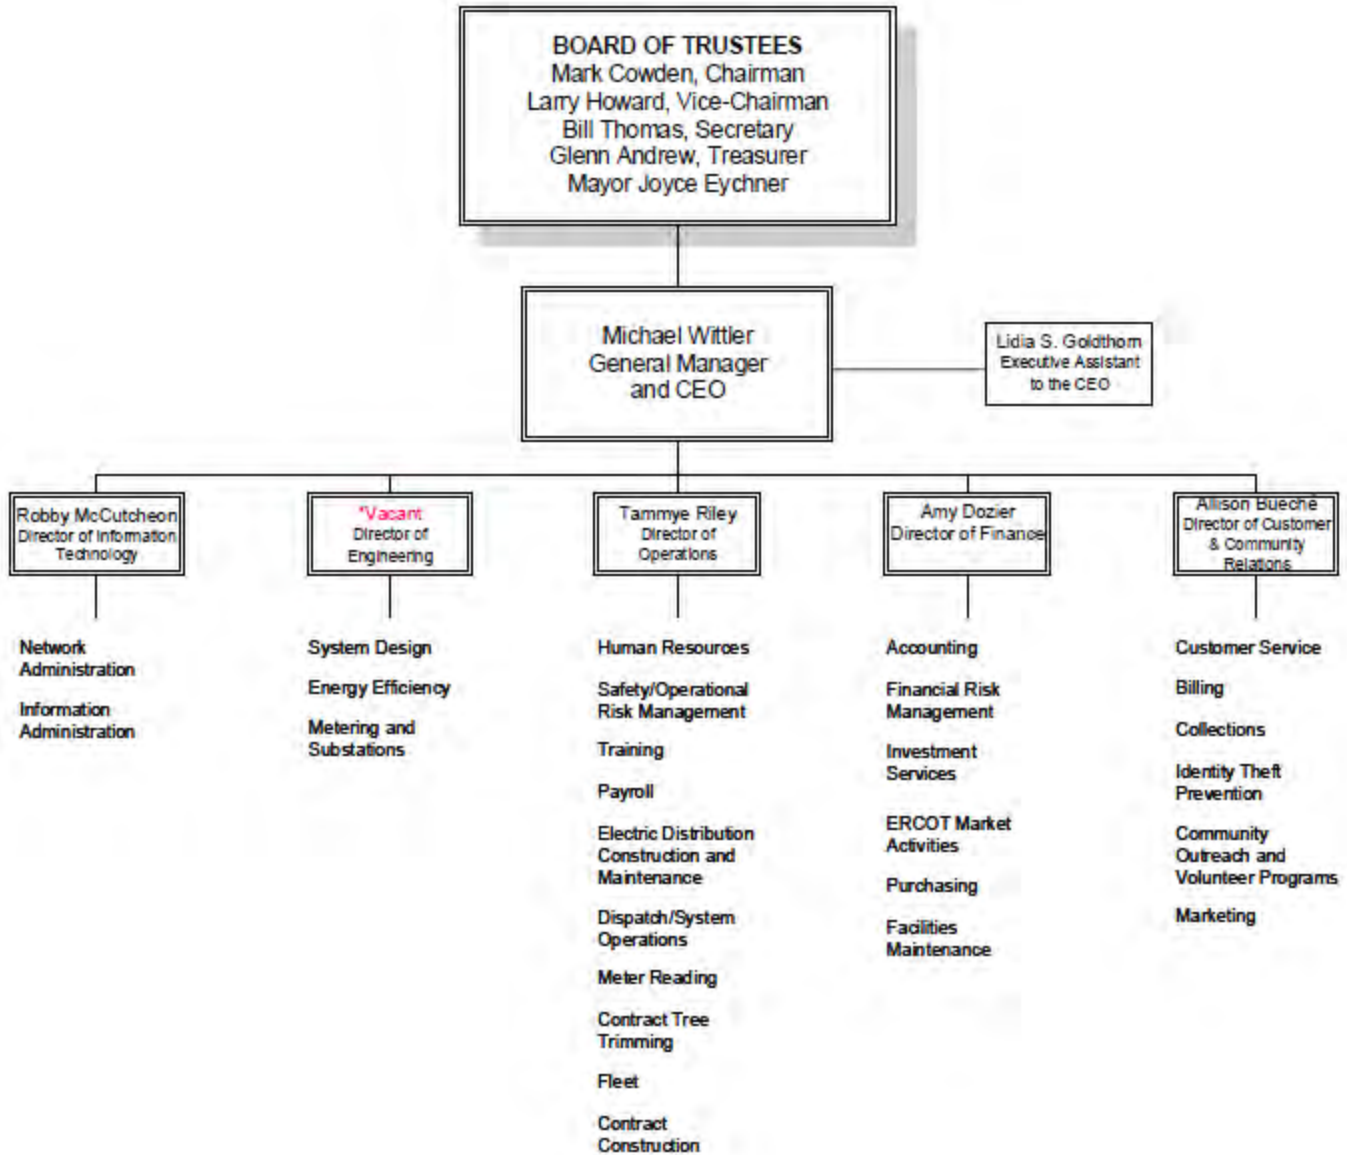 BOARD OF TRUSTEES
Mark Cowden, Chairman
Larry Howard, Vice-Chairman
Bill Thomas, Secretary
Glenn Andrew, Treasurer
Mayor Joyce Eychner
Michael Wittler
General Manager
and CEO
Lidia S. Goldthorn
Executive Assistant
to the CEO
Robby McCutcheon
Director of Information
Technology
*Vacant
Director of
Engineering
Tammye Riley
Director of
Operations
Amy Dozier
Director of Finance
Allison Bueché
Director of Customer
& Community
Relations
Network
Administration
Information
Administration
System Design
Energy Efficiency
Metering and
Substations
Human Resources
Safety/Operational
Risk Management
Training
Payroll
Electric Distribution
Construction and
Maintenance
Dispatch/System
Operations
Meter Reading
Contract Tree
Trimming
Fleet
Contract
Construction
Accounting
Financial Risk
Management
Investment
Services
ERCOT Market
Activities
Purchasing
Facilities
Maintenance
Customer Service
Billing
Collections
Identity Theft
Prevention
Community
Outreach and
Volunteer Programs
Marketing